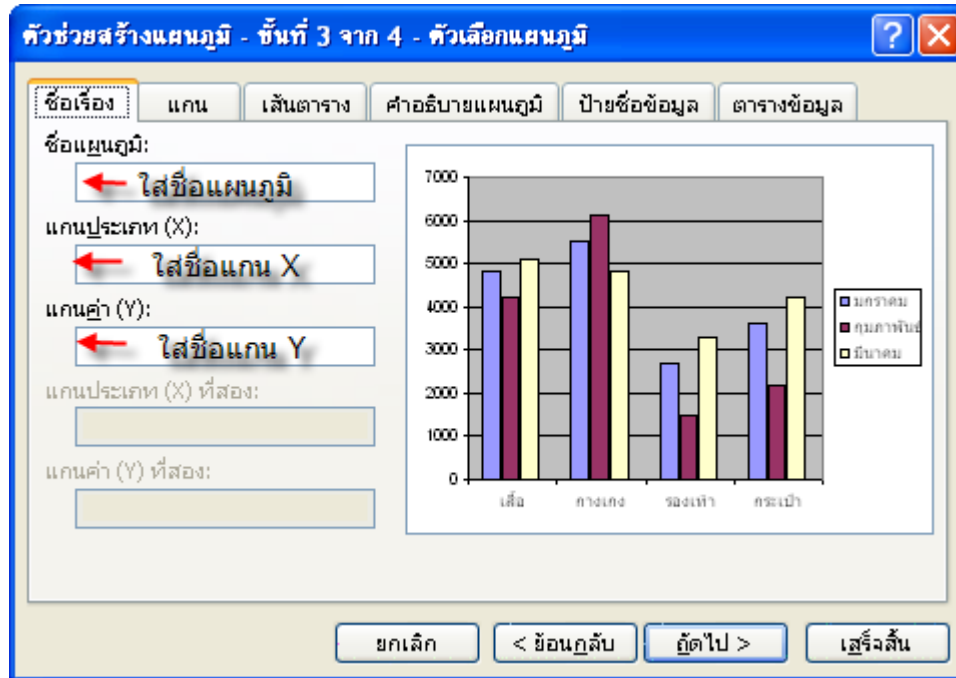 ตัวช่วยสร้างแผนภูมิ - ขั้นที่ 3 จาก 4 - ตัวเลือกแผนภูมิ
ชื่อเรื่อง แกน เส้นตาราง คำอธิบายแผนภูมิ ป้ายชื่อข้อมูล ตารางข้อมูล
ชื่อแผนภูมิ:
ใส่ชื่อแผนภูมิ
แกนประเภท (X):
ใส่ชื่อแกน X
แกนค่า (Y):
ใส่ชื่อแกน Y
แกนประเภท (X) ที่สอง:
แกนค่า (Y) ที่สอง:
7000
6000
5000
4000
3000
2000
1000
0
เสื้อ กางเกง รองเท้า กระเป๋า
มกราคม
กุมภาพันธ์
มีนาคม
ยกเลิก < ย้อนกลับ ถัดไป > เสร็จสิ้น